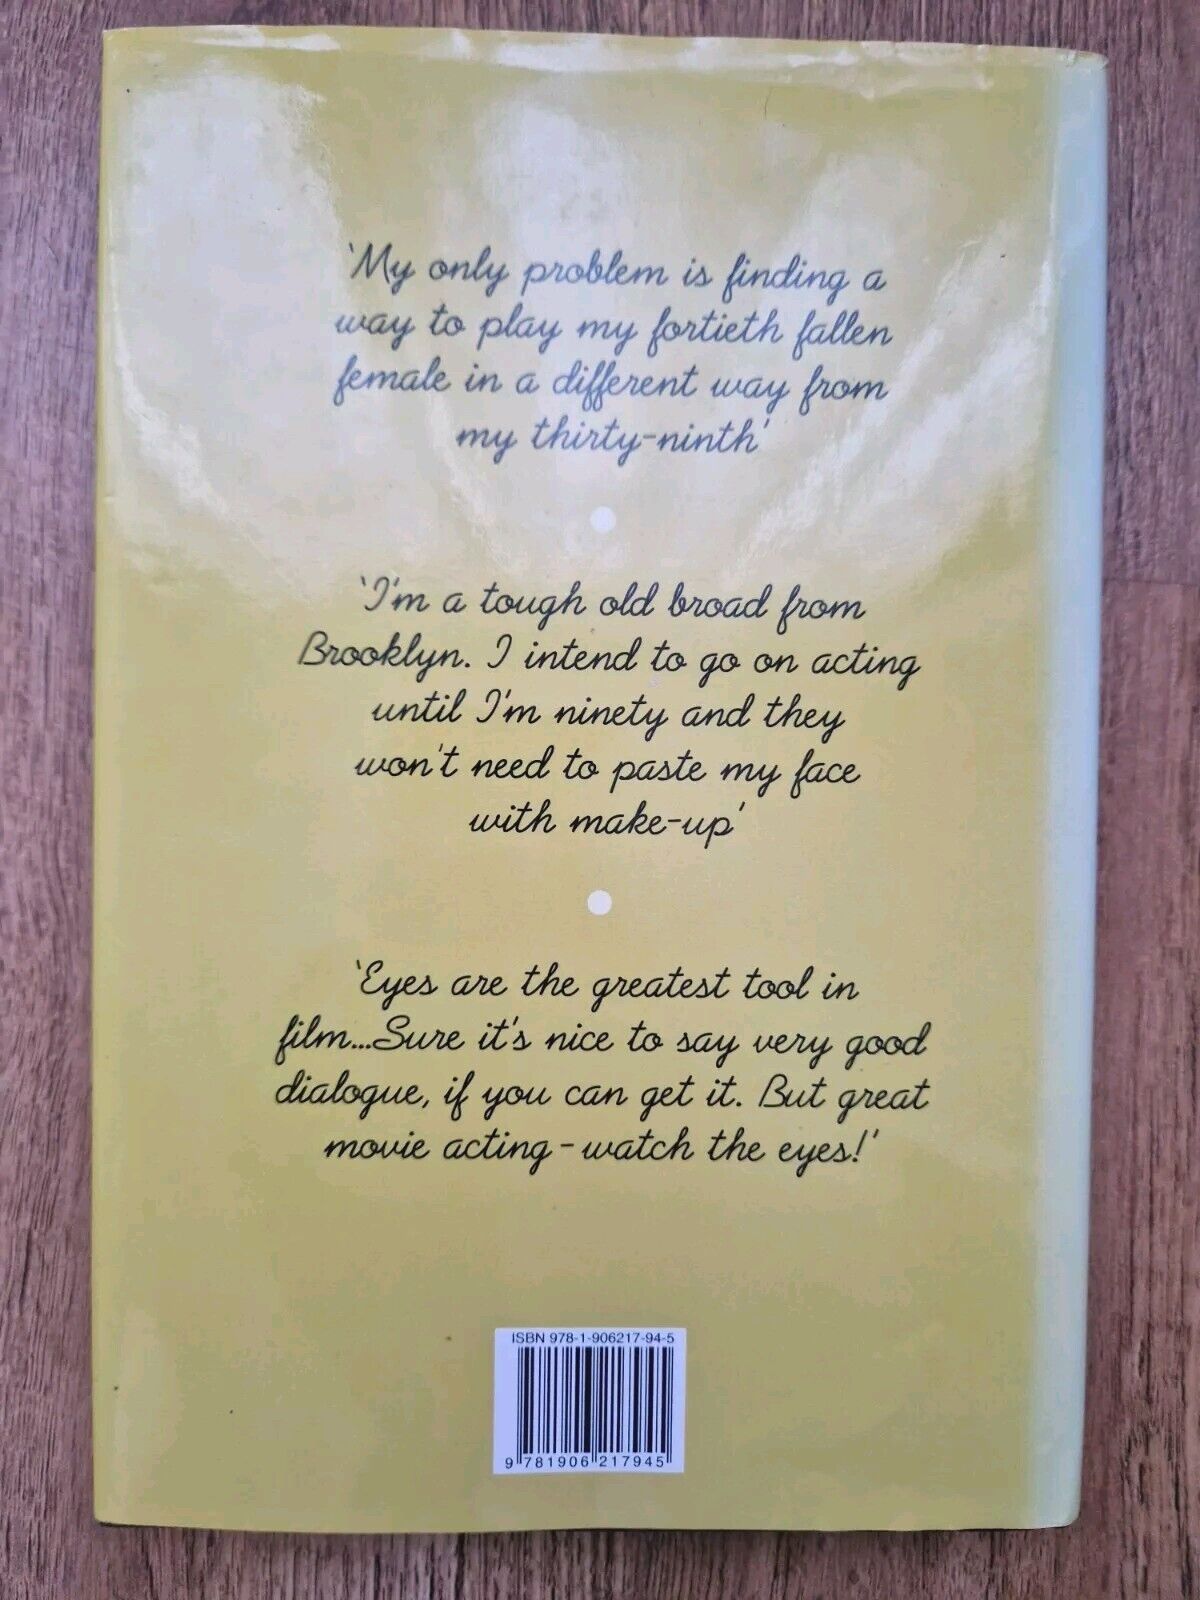 'My only problem is finding a
way to play my fortieth fallen
female in a different way from
my thirty-ninth'
'I'm a tough old broad from
Brooklyn. I intend to go on acting
until I'm ninety and they
won't need to paste my face
with make-up'
'Eyes are the greatest tool in
film...Sure it's nice to say very good
dialogue, if you can get it. But great
movie acting - watch the eyes!'
ISBN 978-1-906217-94-5
9 781906 217945